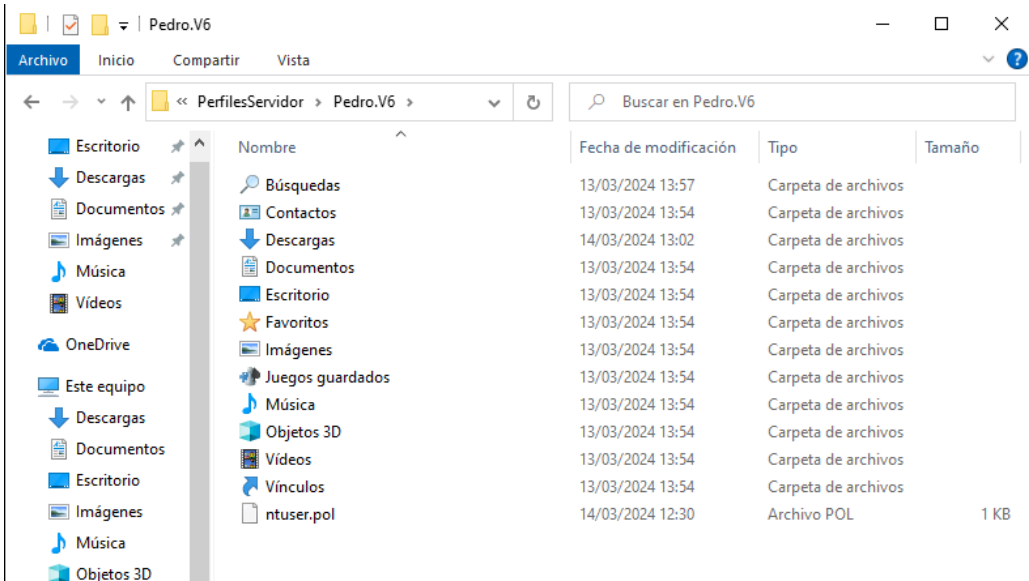 Pedro.V6
Archivo Inicio Compartir Vista
« PerfilesServidor > Pedro.V6 > Buscar en Pedro.V6
Escritorio
Descargas
Documentos
Imágenes
Música
Vídeos
OneDrive
Este equipo
Descargas
Documentos
Escritorio
Imágenes
Música
Objetos 3D
Nombre Fecha de modificación Tipo Tamaño
Búsquedas 13/03/2024 13:57 Carpeta de archivos
Contactos 13/03/2024 13:54 Carpeta de archivos
Descargas 14/03/2024 13:02 Carpeta de archivos
Documentos 13/03/2024 13:54 Carpeta de archivos
Escritorio 13/03/2024 13:54 Carpeta de archivos
Favoritos 13/03/2024 13:54 Carpeta de archivos
Imágenes 13/03/2024 13:54 Carpeta de archivos
Juegos guardados 13/03/2024 13:54 Carpeta de archivos
Música 13/03/2024 13:54 Carpeta de archivos
Objetos 3D 13/03/2024 13:54 Carpeta de archivos
Vídeos 13/03/2024 13:54 Carpeta de archivos
Vínculos 13/03/2024 13:54 Carpeta de archivos
ntuser.pol 14/03/2024 12:30 Archivo POL 1 KB